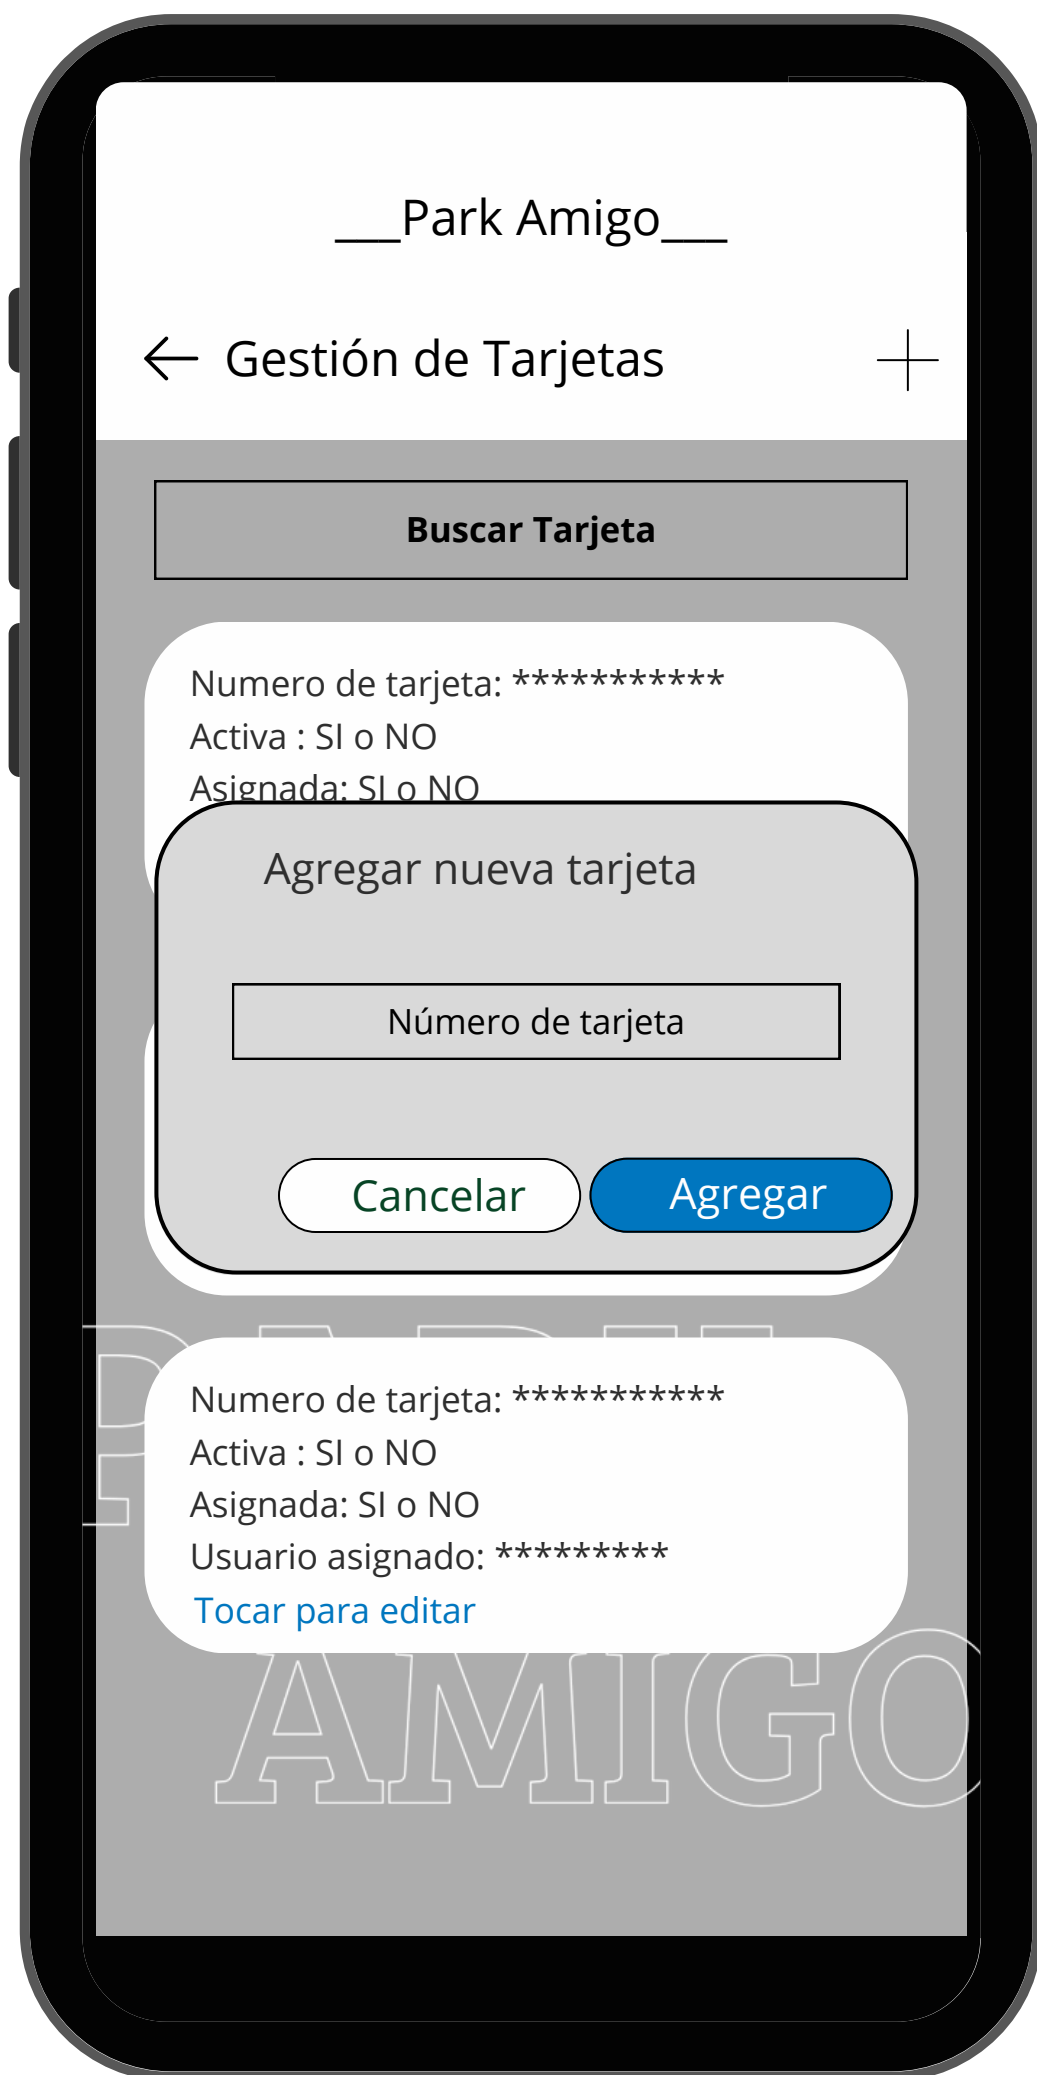 ___Park Amigo___
Gestión de Tarjetas
Buscar Tarjeta
Numero de tarjeta: ***********
Activa : SI o NO
Asignada: SI o NO
Agregar nueva tarjeta
Número de tarjeta
Cancelar
Agregar
Numero de tarjeta: ***********
Activa : SI o NO
Asignada: SI o NO
Usuario asignado: *********
Tocar para editar
AMIGO